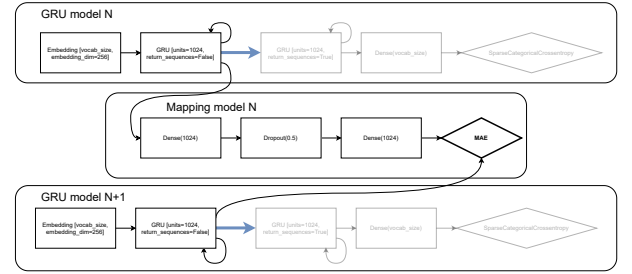 GRU model N
Embedding [vocab_size,
embedding_dim=256]
GRU [units=1024,
return_sequences=False]
GRU [units=1024,
return_sequences=True]
Dense(vocab_size)
SparseCategoricalCrossentropy
Mapping model N
Dense(1024)
Dropout(0.5)
Dense(1024)
MAE
GRU model N+1
Embedding [vocab_size,
embedding_dim=256]
GRU [units=1024,
return_sequences=False]
GRU [units=1024,
return_sequences=True]
Dense(vocab_size)
SparseCategoricalCrossentropy